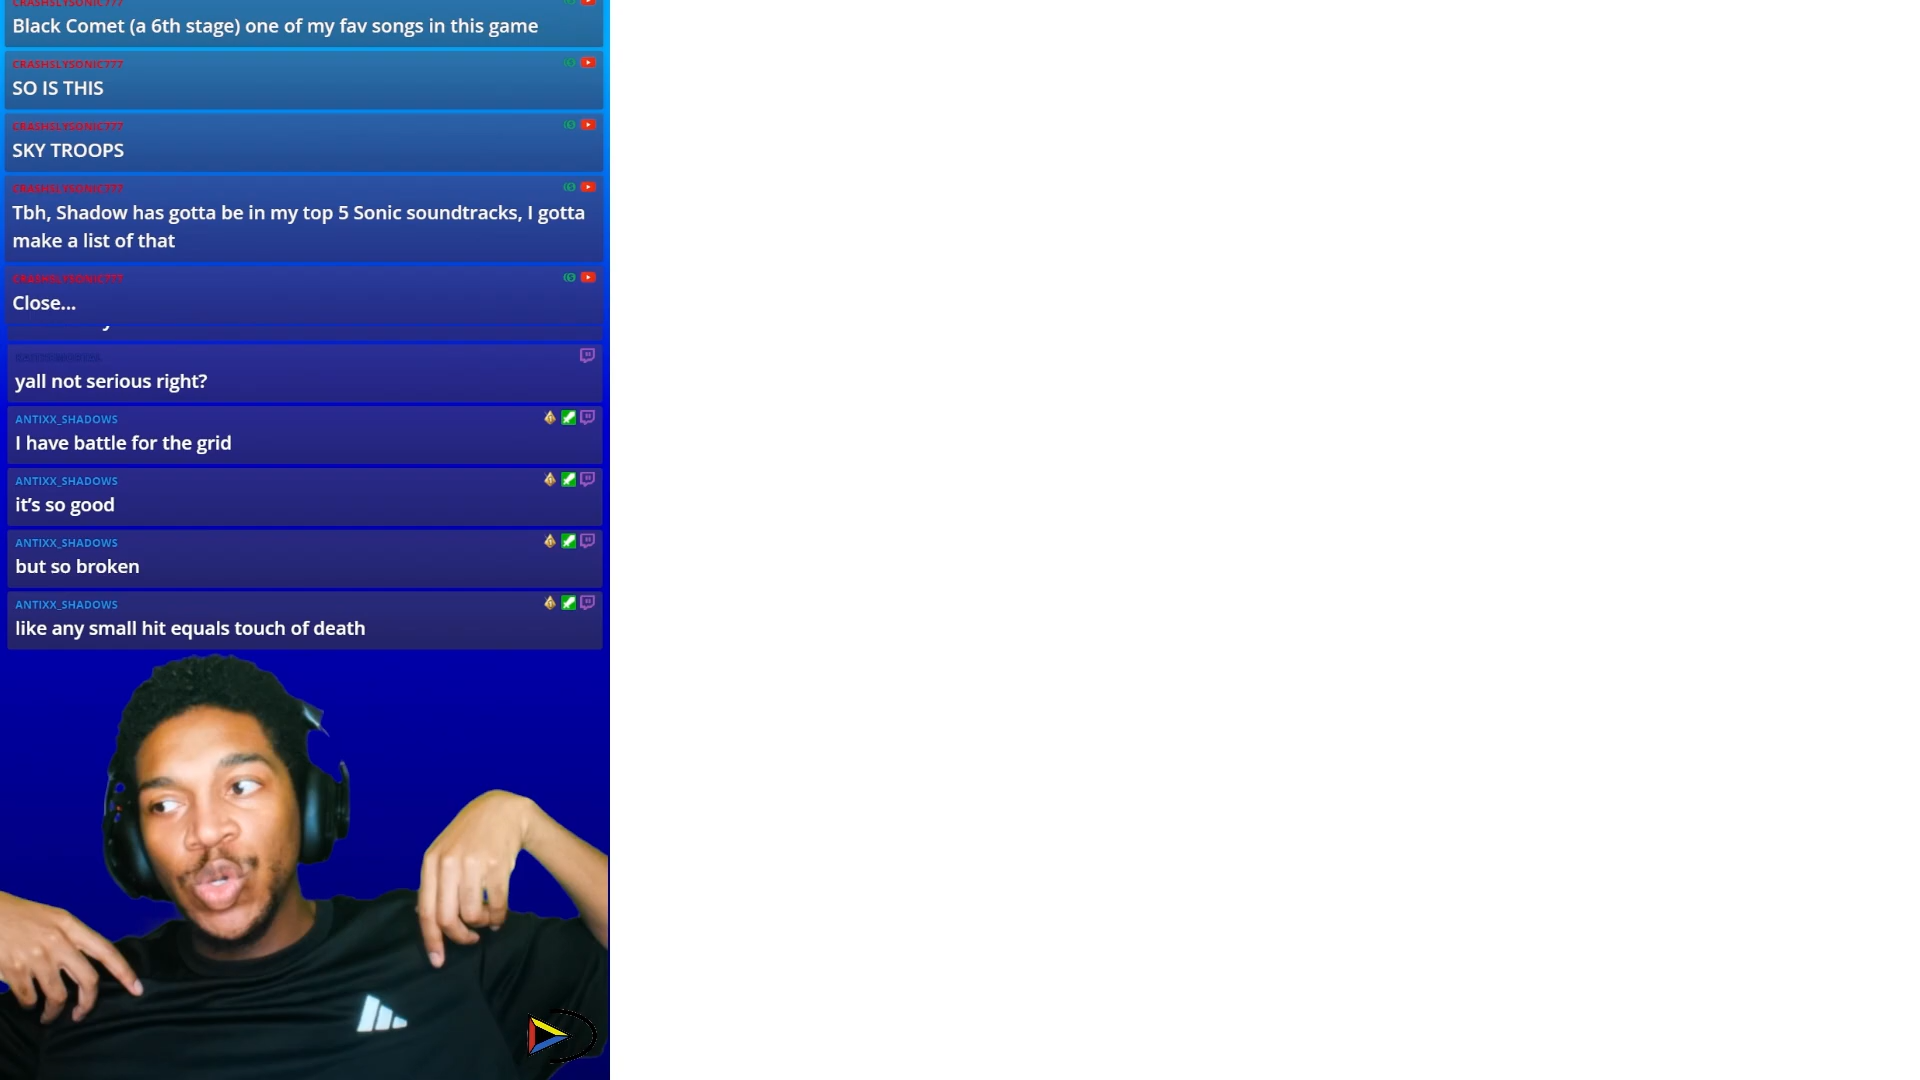 CRASHSLYSONIC777
Black Comet (a 6th stage) one of my fav songs in this game
CRASHSLYSONIC777
SO IS THIS
CRASHSLYSONIC777
SKY TROOPS
CRASHSLYSONIC777
Tbh, Shadow has gotta be in my top 5 Sonic soundtracks, I gotta
make a list of that
CRASHSLYSONIC777
Close...
yall not serious right?
ANTIXX_SHADOWS
I have battle for the grid
ANTIXX_SHADOWS
it's so good
ANTIXX_SHADOWS
but so broken
ANTIXX_SHADOWS
like any small hit equals touch of death